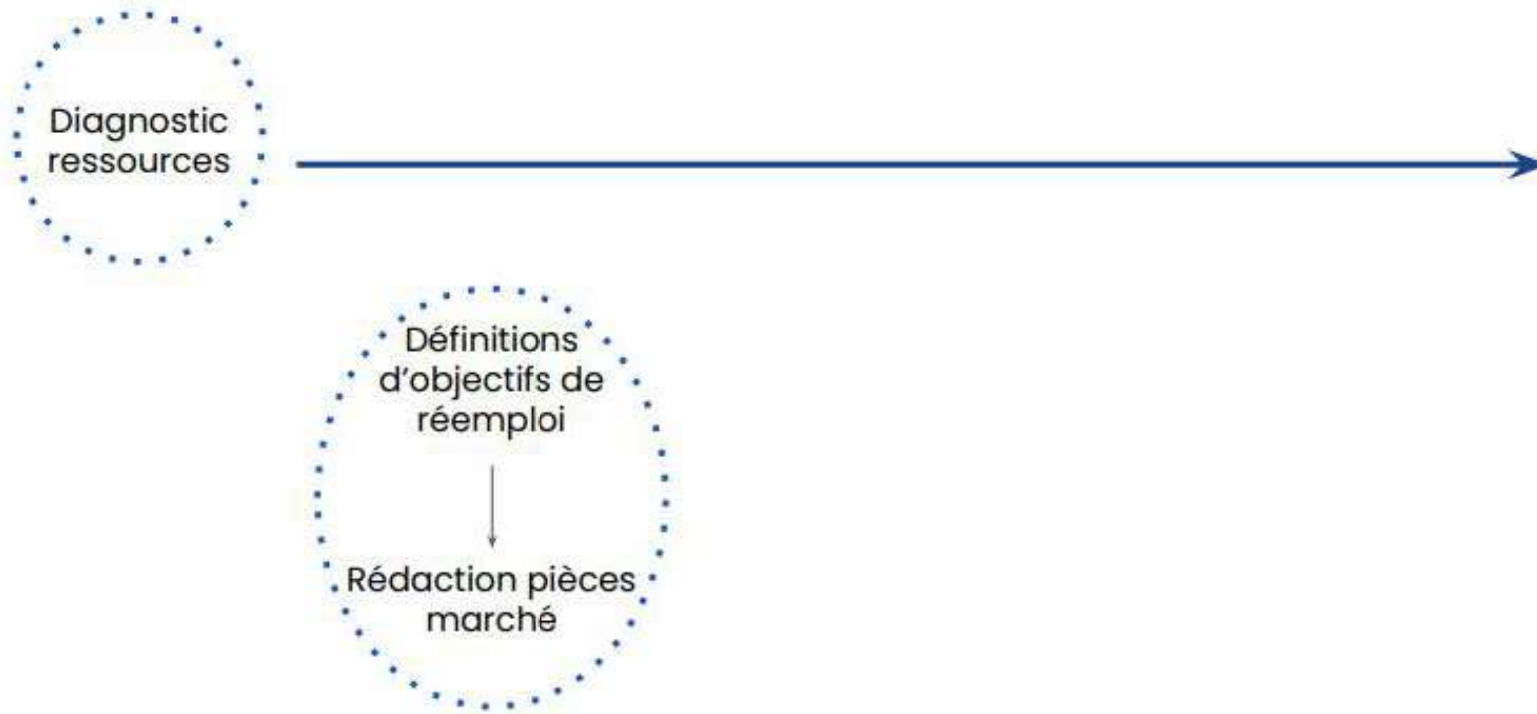 Diagnostic
ressources
Définitions
d'objectifs de
réemploi
Rédaction pièces
marché